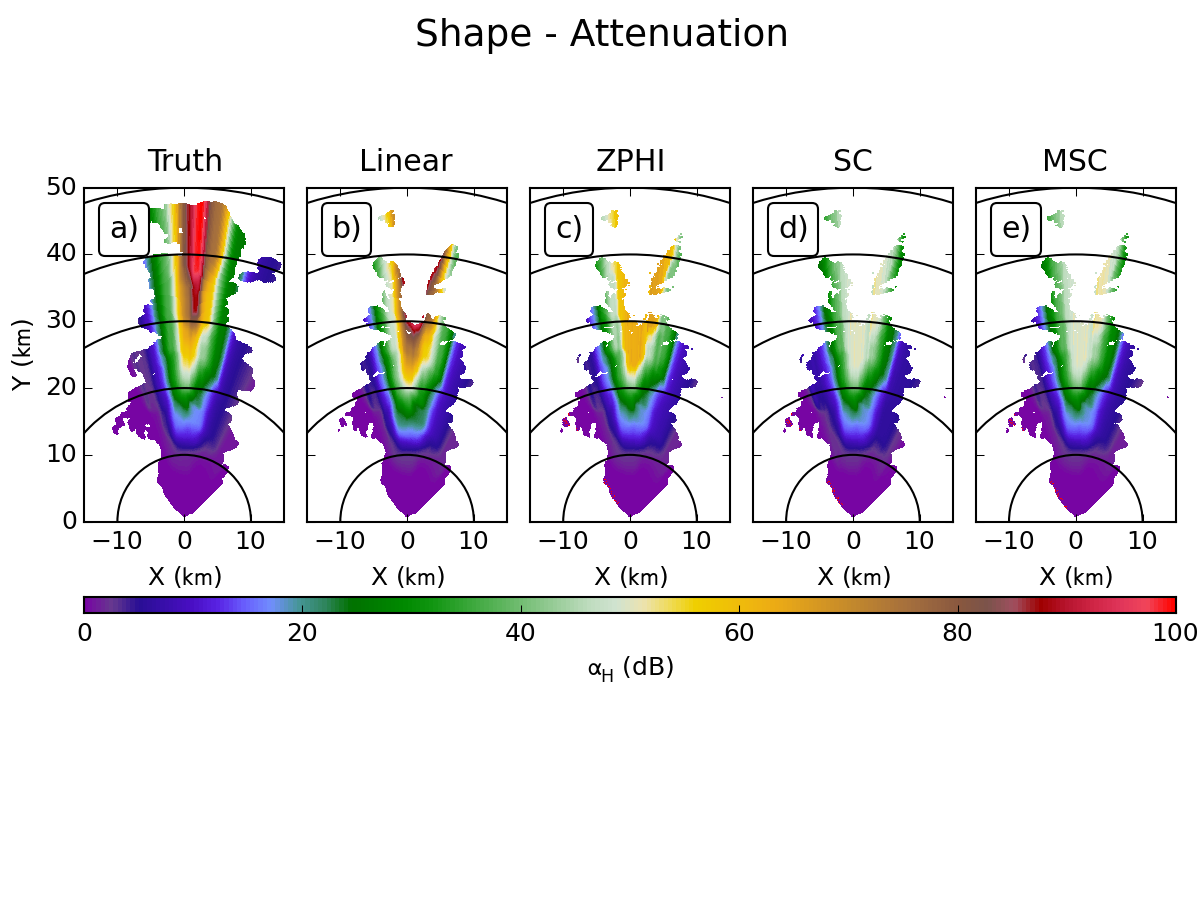 Shape - Attenuation
Truth Linear ZPHI SC MSC
a) b) c) d) e)
50
40
30
20
10
0
Y (km)
−10 0 10 −10 0 10 −10 0 10 −10 0 10 −10 0 10
X (km) X (km) X (km) X (km) X (km)
0 20 40 60 80 100
αH (dB)